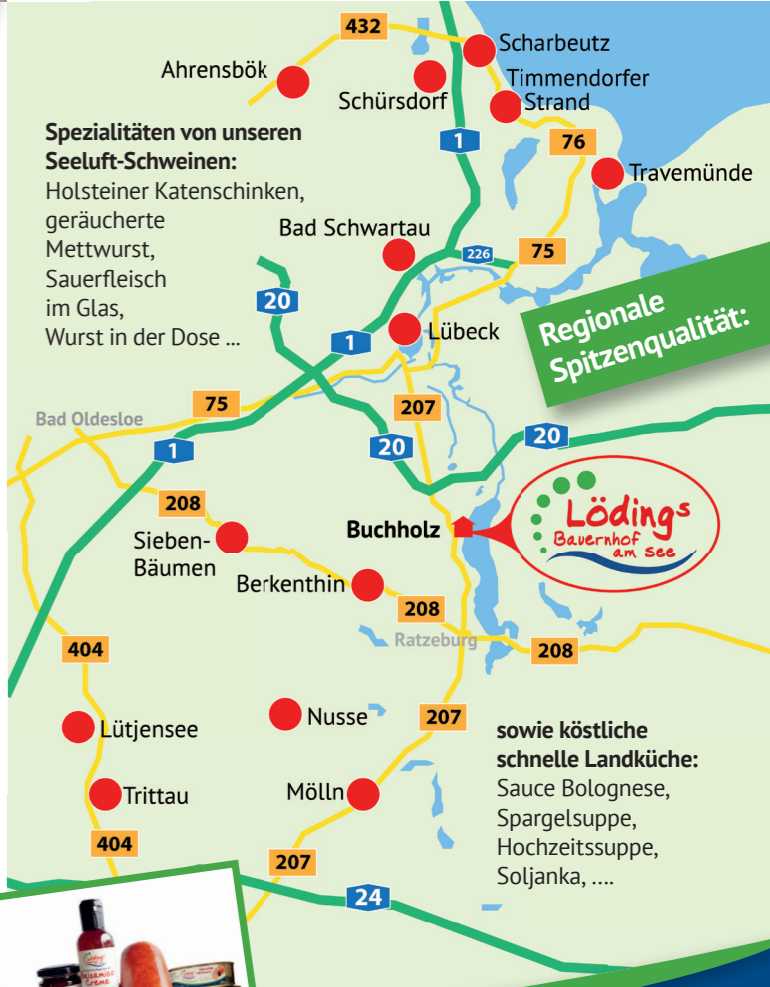 432
Scharbeutz
Ahrensbök
Timmendorfer
Strand
Schürsdorf
Spezialitäten von unseren
Seeluft-Schweinen:
Holsteiner Katenschinken,
geräucherte
Mettwurst,
Sauerfleisch
im Glas,
Wurst in der Dose ...
1
76
Travemünde
Bad Schwartau
226
75
20
Regionale
Spitzenqualität:
Lübeck
1
75
207
Bad Oldesloe
20
20
1
208
Lödings
Bauernhof
am see
Buchholz
Sieben-
Bäumen
Berkenthin
208
Ratzeburg
208
404
Lütjensee
Nusse
207
sowie köstliche
schnelle Landküche:
Sauce Bolognese,
Spargelsuppe,
Hochzeitssuppe,
Soljanka, ....
Trittau
Mölln
404
207
24
Lödings
Balsamico
Creme